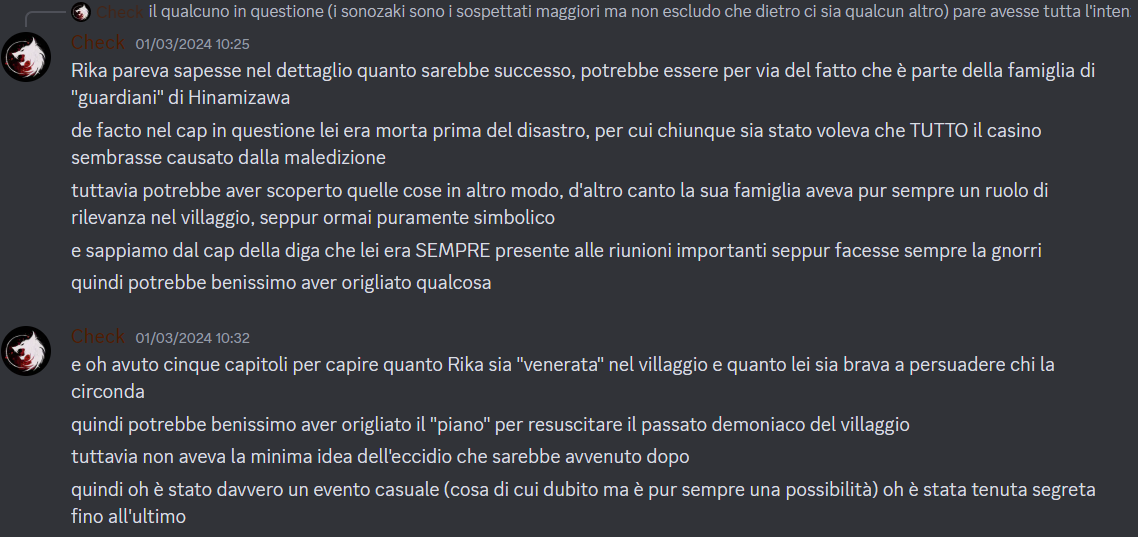 Check il qualcuno in questione (i sonozaki sono i sospettati maggiori ma non escludo che dietro ci sia qualcun altro) pare avesse tutta l'inten
Check 01/03/2024 10:25
Rika pareva sapesse nel dettaglio quanto sarebbe successo, potrebbe essere per via del fatto che è parte della famiglia di
"guardiani" di Hinamizawa
de facto nel cap in questione lei era morta prima del disastro, per cui chiunque sia stato voleva che TUTTO il casino
sembrasse causato dalla maledizione
tuttavia potrebbe aver scoperto quelle cose in altro modo, d'altro canto la sua famiglia aveva pur sempre un ruolo di
rilevanza nel villaggio, seppur ormai puramente simbolico
e sappiamo dal cap della diga che lei era SEMPRE presente alle riunioni importanti seppur facesse sempre la gnorri
quindi potrebbe benissimo aver origliato qualcosa
Check 01/03/2024 10:32
e oh avuto cinque capitoli per capire quanto Rika sia "venerata" nel villaggio e quanto lei sia brava a persuadere chi la
circonda
quindi potrebbe benissimo aver origliato il "piano" per resuscitare il passato demoniaco del villaggio
tuttavia non aveva la minima idea dell'eccidio che sarebbe avvenuto dopo
quindi oh è stato davvero un evento casuale (cosa di cui dubito ma è pur sempre una possibilità) oh è stata tenuta segreta
fino all'ultimo